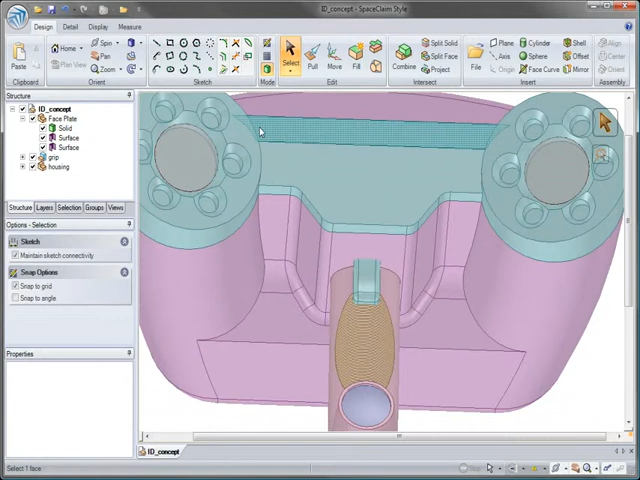 ID_concept - SpaceClaim Style
Design Detail Display Measure
Paste
Clipboard
Home
Plan View
Spin
Pan
Zoom
Orient
Sketch
Mode
Select
Pull
Move
Fill
Edit
Combine
Split Solid
Split Face
Project
Intersect
File
Plane
Axis
Origin
Cylinder
Sphere
Face Curve
Shell
Offset
Mirror
Insert
Align
Center
Orient
Assembly
Structure
ID_concept
Face Plate
Solid
Surface
Surface
grip
housing
Structure Layers Selection Groups Views
Options - Selection
Sketch
Maintain sketch connectivity
Snap Options
Snap to grid
Snap to angle
Properties
ID_concept
Select 1 face